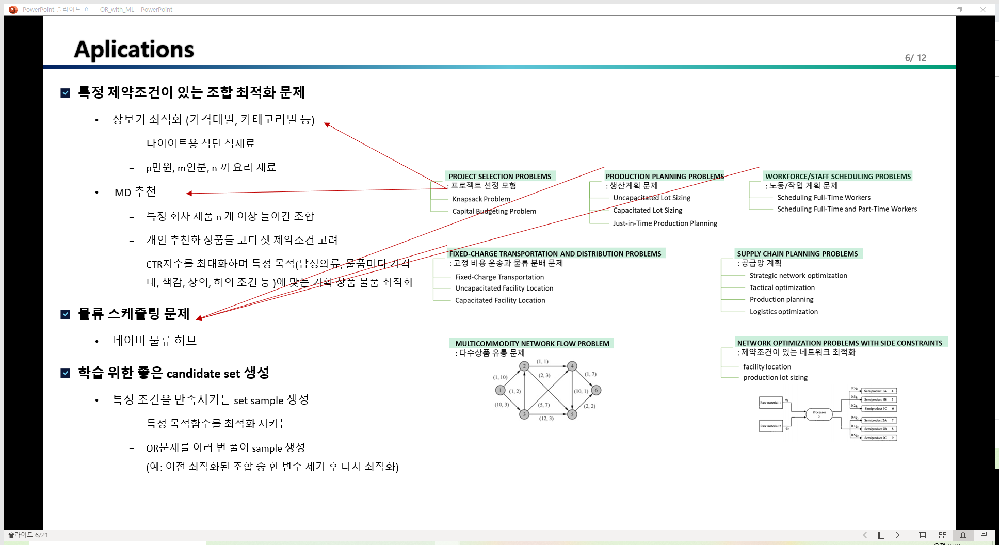 PowerPoint 슬라이드 쇼 - OR_with_ML - PowerPoint
Aplications
6/ 12
특정 제약조건이 있는 조합 최적화 문제
• 장보기 최적화 (가격대별, 카테고리별 등)
– 다이어트용 식단 식재료
– p만원, m인분, n 끼 요리 재료
• MD 추천
– 특정 회사 제품 n 개 이상 들어간 조합
– 개인 추천화 상품들 코디 셋 제약조건 고려
– CTR지수를 최대화하며 특정 목적(남성의류, 물품마다 가격
대, 색감, 상의, 하의 조건 등 )에 맞는 기획 상품 물품 최적화
물류 스케줄링 문제
• 네이버 물류 허브
학습 위한 좋은 candidate set 생성
• 특정 조건을 만족시키는 set sample 생성
– 특정 목적함수를 최적화 시키는
– OR문제를 여러 번 풀어 sample 생성
(예: 이전 최적화된 조합 중 한 변수 제거 후 다시 최적화)
PROJECT SELECTION PROBLEMS
: 프로젝트 선정 모형
Knapsack Problem
Capital Budgeting Problem
PRODUCTION PLANNING PROBLEMS
: 생산계획 문제
Uncapacitated Lot Sizing
Capacitated Lot Sizing
Just-in-Time Production Planning
WORKFORCE/STAFF SCHEDULING PROBLEMS
: 노동/작업 계획 문제
Scheduling Full-Time Workers
Scheduling Full-Time and Part-Time Workers
FIXED-CHARGE TRANSPORTATION AND DISTRIBUTION PROBLEMS
: 고정 비용 운송과 물류 분배 문제
Fixed-Charge Transportation
Uncapacitated Facility Location
Capacitated Facility Location
SUPPLY CHAIN PLANNING PROBLEMS
: 공급망 계획
Strategic network optimization
Tactical optimization
Production planning
Logistics optimization
MULTICOMMODITY NETWORK FLOW PROBLEM
: 다수상품 유통 문제
(1, 1)
2
4
(1, 10)
(2, 3)
(1, 7)
1
(1, 2)
(10, 1)
6
(10, 3)
(5, 7)
(2, 2)
3
5
(12, 3)
NETWORK OPTIMIZATION PROBLEMS WITH SIDE CONSTRAINTS
: 제약조건이 있는 네트워크 최적화
facility location
production lot sizing
Raw material 1
q1
Raw material 2
q2
Processor
3
0.3q1
Semiproduct 1A 4
0.5q1
Semiproduct 1B 5
0.2q1
Semiproduct 1C 6
0.4q2
Semiproduct 2A 7
0.1q2
Semiproduct 2B 8
0.5q2
Semiproduct 2C 9
슬라이드 6/21